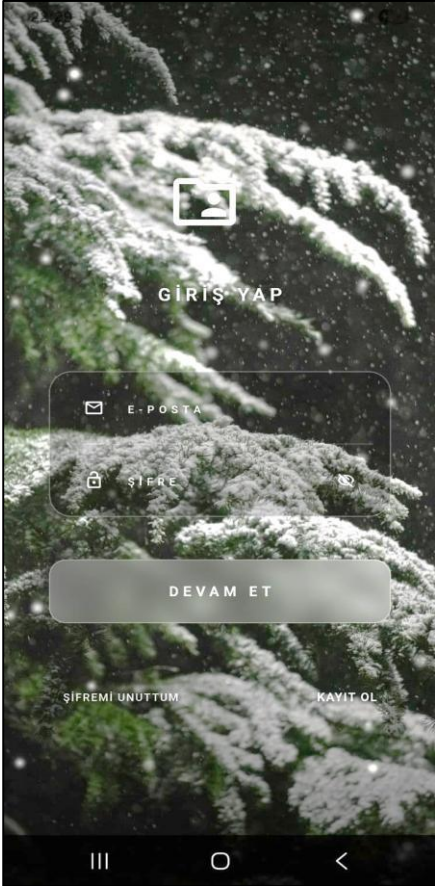 GİRİŞ YAP
E-POSTA
ŞİFRE
DEVAM ET
ŞİFREMİ UNUTTUM
KAYIT OL